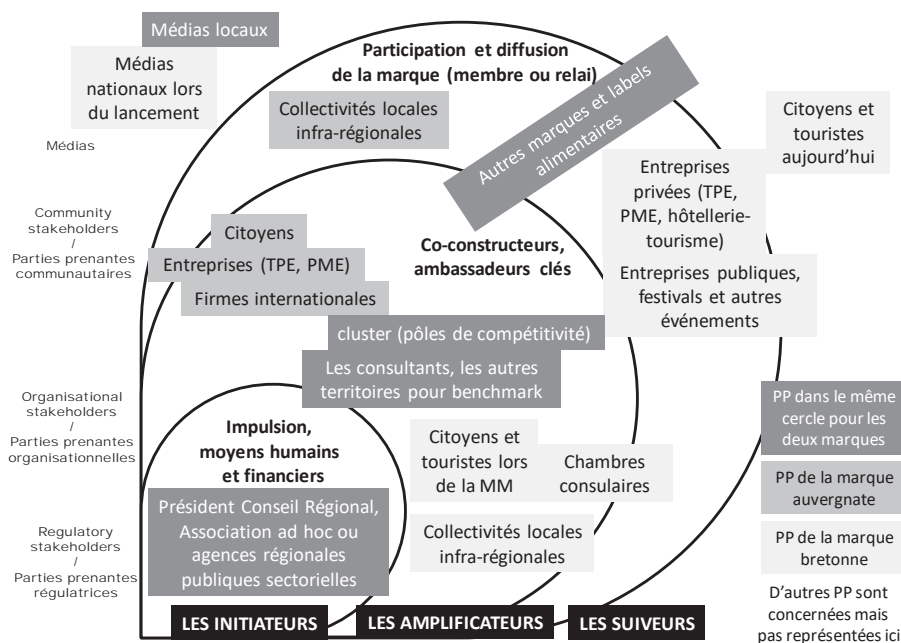 Médias locaux
Médias
nationaux lors
du lancement
Médias
Participation et diffusion
de la marque (membre ou relai)
Collectivités locales
infra-régionales
Autres marques et labels
alimentaires
Citoyens et
touristes
aujourd'hui
Entreprises
privées (TPE,
PME, hôtellerie-
tourisme)
Entreprises publiques,
festivals et autres
événements
Community
stakeholders
/
Parties prenantes
communautaires
Citoyens
Entreprises (TPE, PME)
Firmes internationales
Co-constructeurs,
ambassadeurs clés
cluster (pôles de compétitivité)
Les consultants, les autres
territoires pour benchmark
Organisational
stakeholders
/
Parties prenantes
organisationnelles
Impulsion,
moyens humains
et financiers
Citoyens et
touristes lors
de la MM
Chambres
consulaires
Collectivités locales
infra-régionales
Regulatory
stakeholders
/
Parties prenantes
régulatrices
Président Conseil Régional,
Association ad hoc ou
agences régionales
publiques sectorielles
LES INITIATEURS
LES AMPLIFICATEURS
LES SUIVEURS
PP dans le même
cercle pour les
deux marques
PP de la marque
auvergnate
PP de la marque
bretonne
D'autres PP sont
concernées mais
pas représentées ici